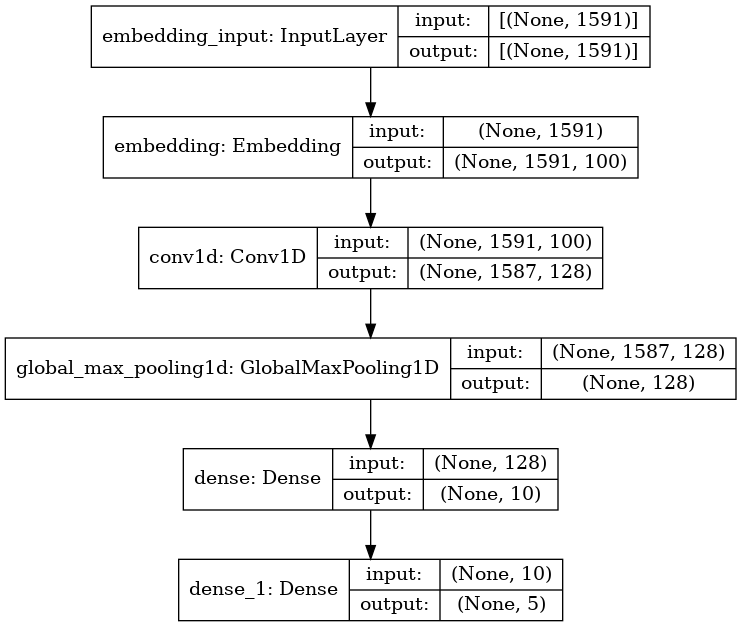 embedding_input: InputLayer
input: [(None, 1591)]
output: [(None, 1591)]
embedding: Embedding
input: (None, 1591)
output: (None, 1591, 100)
conv1d: Conv1D
input: (None, 1591, 100)
output: (None, 1587, 128)
global_max_pooling1d: GlobalMaxPooling1D
input: (None, 1587, 128)
output: (None, 128)
dense: Dense
input: (None, 128)
output: (None, 10)
dense_1: Dense
input: (None, 10)
output: (None, 5)